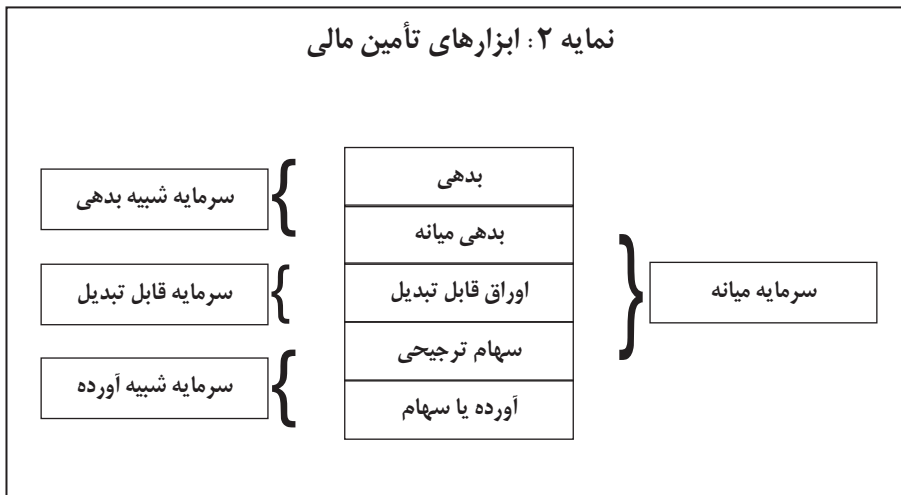 نمایه ۲: ابزارهای تأمین مالی
بدهی
بدهی میانه
اوراق قابل تبدیل
سهام ترجیحی
آورده یا سهام
سرمایه میانه
سرمایه شبیه بدهی
سرمایه قابل تبدیل
سرمایه شبیه آورده